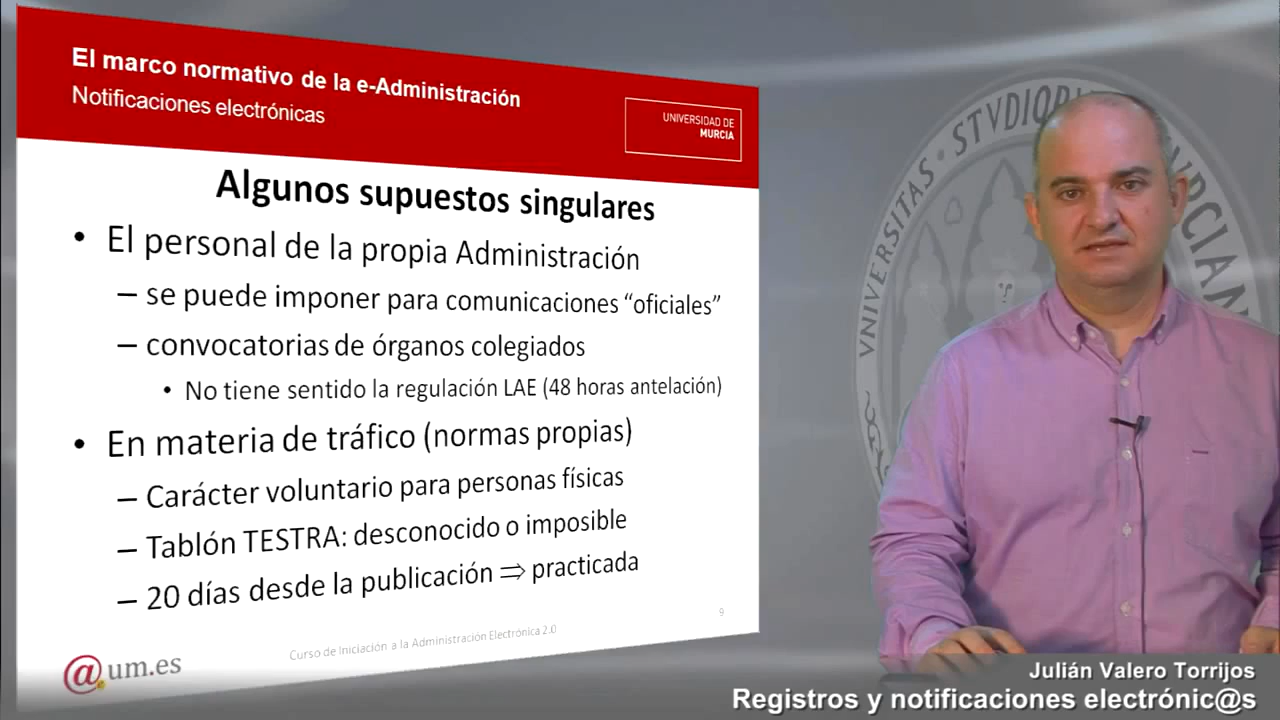 El marco normativo de la e-Administración
Notificaciones electrónicas
UNIVERSIDAD DE
MURCIA
Algunos supuestos singulares
• El personal de la propia Administración
– se puede imponer para comunicaciones “oficiales”
– convocatorias de órganos colegiados
• No tiene sentido la regulación LAE (48 horas antelación)
• En materia de tráfico (normas propias)
– Carácter voluntario para personas físicas
– Tablón TESTRA: desconocido o imposible
– 20 días desde la publicación ⇒ practicada
9
Curso de Iniciación a la Administración Electrónica 2.0
@um.es
VNIVERSITAS · STVDIORVM
Julián Valero Torrijos
Registros y notificaciones electrónic@s